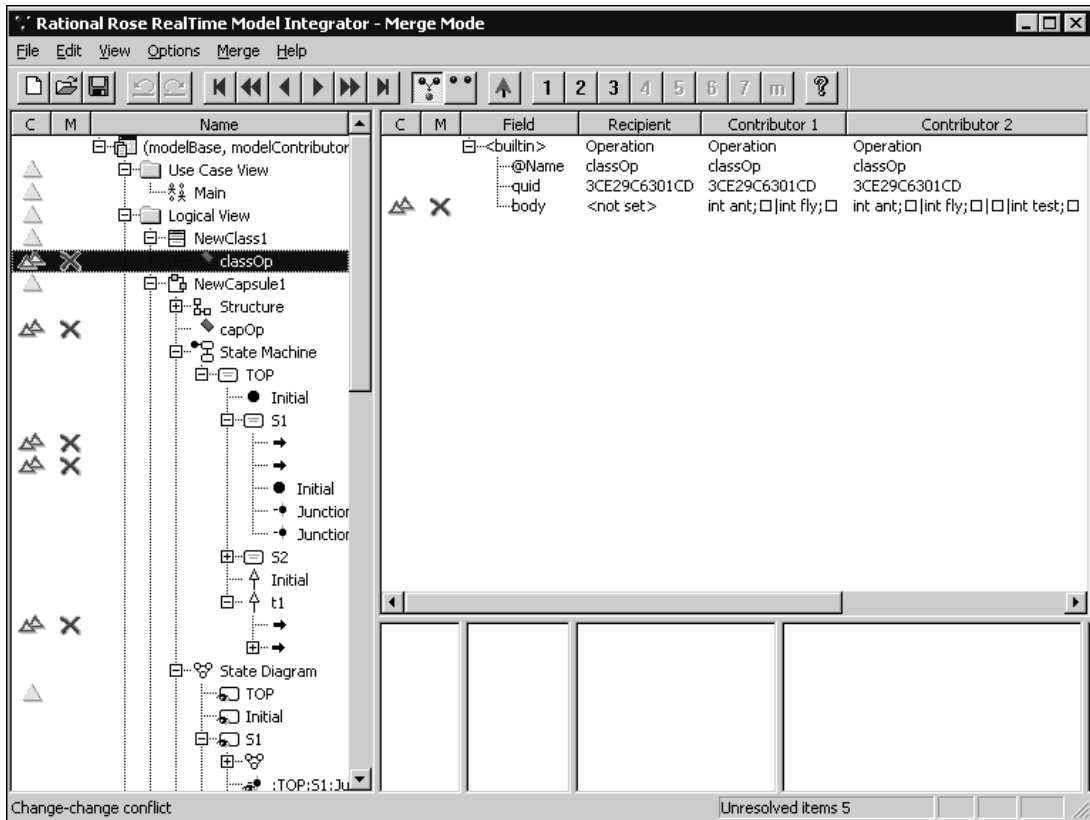 Rational Rose RealTime Model Integrator - Merge Mode
File Edit View Options Merge Help
1 2 3 4 5 6 7 m ?
C M Name
(modelBase, modelContributor
Use Case View
Main
Logical View
NewClass1
classOp
NewCapsule1
Structure
capOp
State Machine
TOP
Initial
S1
Initial
Junction
Junction
S2
Initial
t1
State Diagram
TOP
Initial
S1
:TOP:S1:Ju
C M Field Recipient Contributor 1 Contributor 2
<builtin> Operation Operation Operation
@Name classOp classOp classOp
quid 3CE29C6301CD 3CE29C6301CD 3CE29C6301CD
body <not set> int ant;□|int fly;□ int ant;□|int fly;□|□|int test;□
Change-change conflict
Unresolved items 5